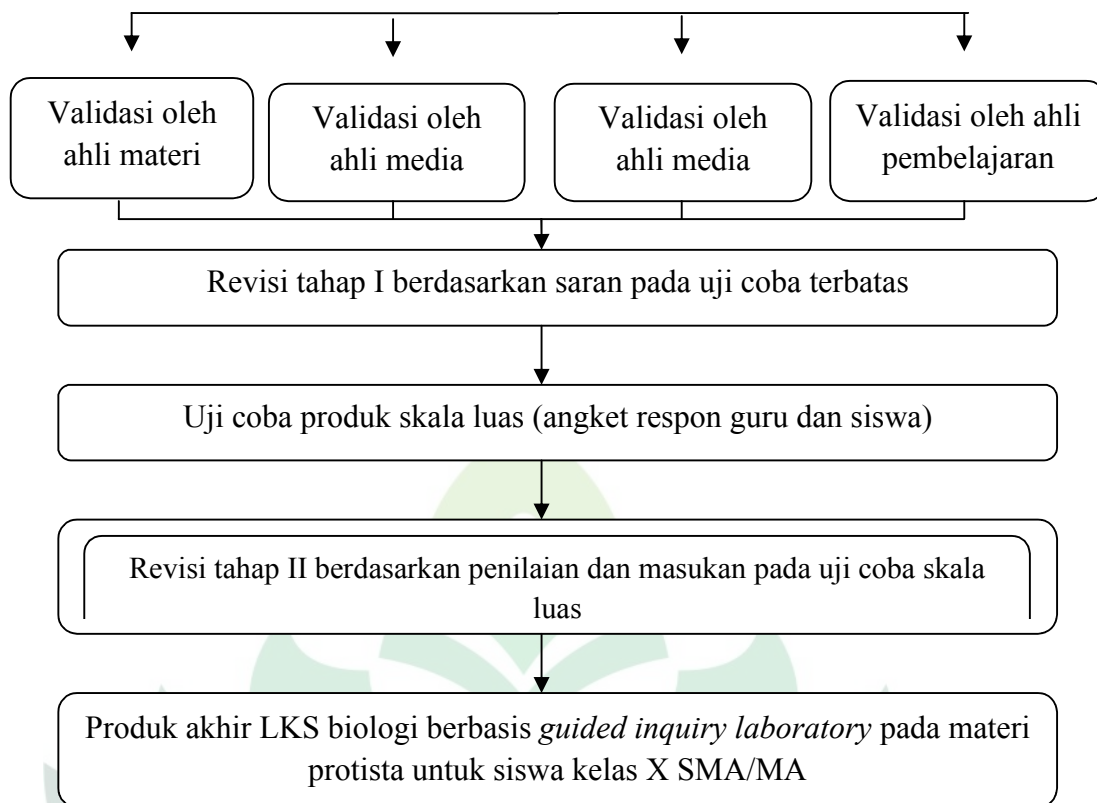 Validasi oleh
ahli materi
Validasi oleh
ahli media
Validasi oleh
ahli media
Validasi oleh ahli
pembelajaran
Revisi tahap I berdasarkan saran pada uji coba terbatas
Uji coba produk skala luas (angket respon guru dan siswa)
Revisi tahap II berdasarkan penilaian dan masukan pada uji coba skala
luas
Produk akhir LKS biologi berbasis guided inquiry laboratory pada materi
protista untuk siswa kelas X SMA/MA